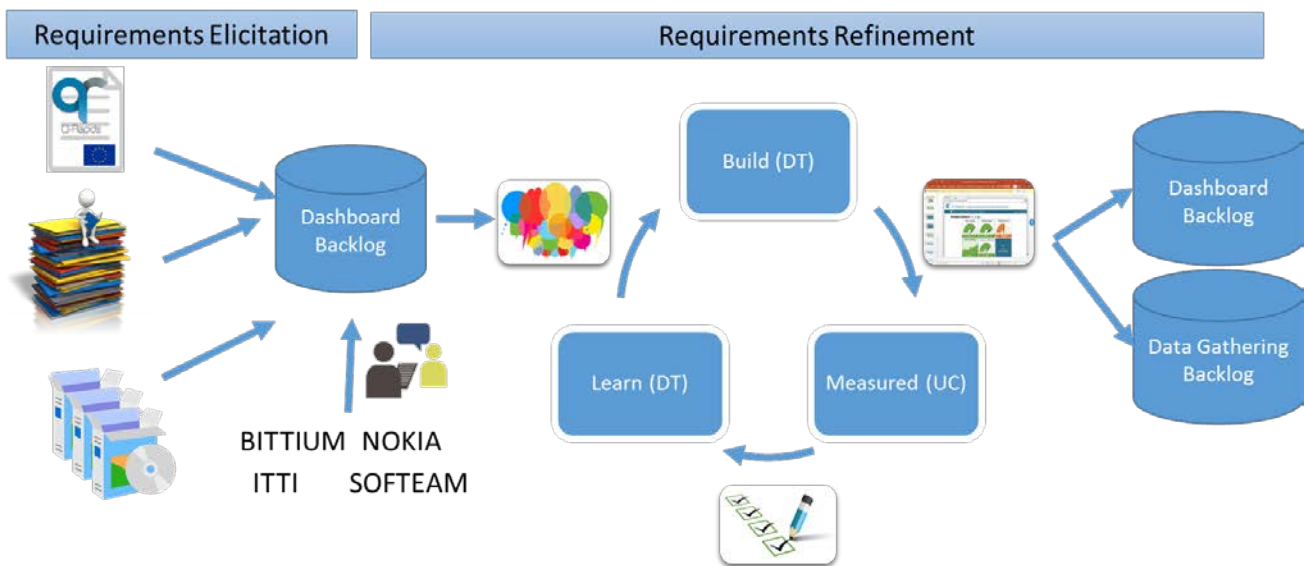 Requirements Elicitation
Requirements Refinement
Q-Rapids
Dashboard
Backlog
Build (DT)
Learn (DT)
Measured (UC)
Dashboard
Backlog
Data Gathering
Backlog
BITTIUM NOKIA
ITTI SOFTEAM